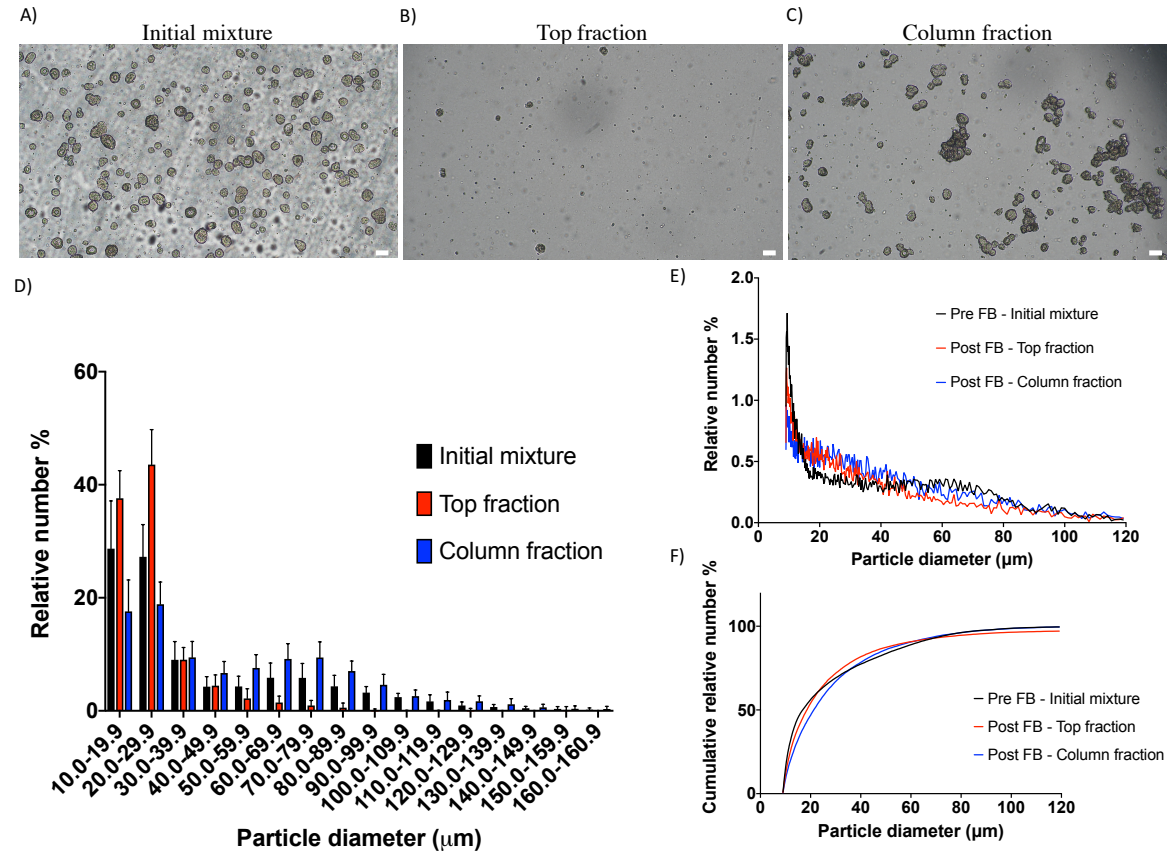 A)
Initial mixture
B)
Top fraction
C)
Column fraction
D)
Relative number %
60
40
20
0
Initial mixture
Top fraction
Column fraction
10.0-19.9
20.0-29.9
30.0-39.9
40.0-49.9
50.0-59.9
60.0-69.9
70.0-79.9
80.0-89.9
90.0-99.9
100.0-109.9
110.0-119.9
120.0-129.9
130.0-139.9
140.0-149.9
150.0-159.9
160.0-160.9
Particle diameter (μm)
E)
Relative number %
2.0
1.5
1.0
0.5
0.0
Pre FB - Initial mixture
Post FB - Top fraction
Post FB - Column fraction
0 20 40 60 80 100 120
Particle diameter (μm)
F)
Cumulative relative number %
100
50
0
Pre FB - Initial mixture
Post FB - Top fraction
Post FB - Column fraction
0 20 40 60 80 100 120
Particle diameter (μm)